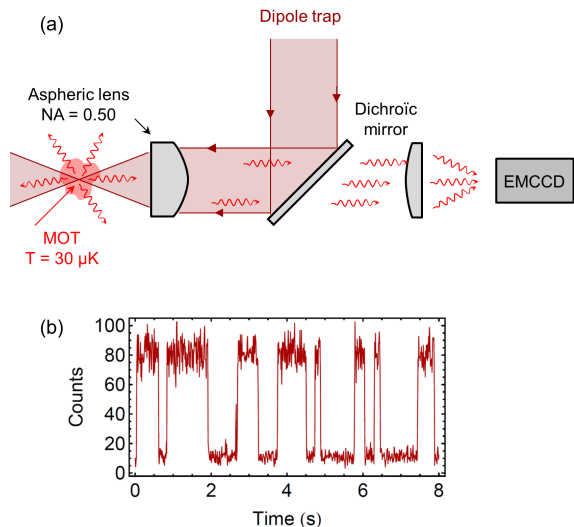 (a)
Dipole trap
Aspheric lens
NA = 0.50
Dichroïc
mirror
EMCCD
MOT
T = 30 µK
(b)
100
80
60
40
20
0
Counts
0 2 4 6 8
Time (s)